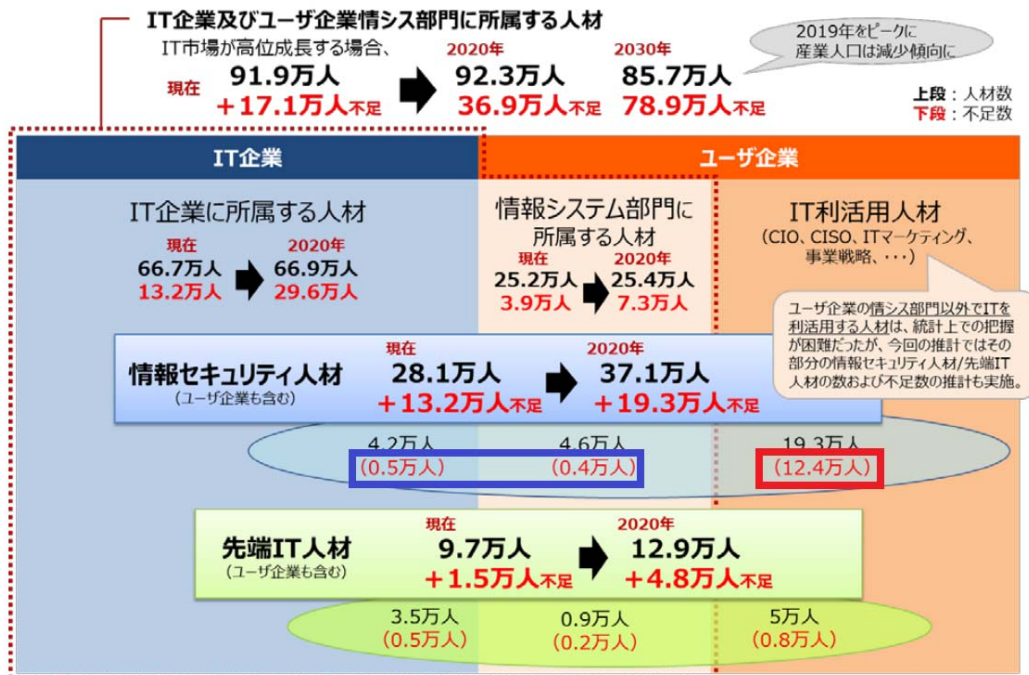 IT企業及びユーザ企業情シス部門に所属する人材
IT市場が高位成長する場合、
現在
91.9万人
+17.1万人不足
2020年
92.3万人
36.9万人不足
2030年
85.7万人
78.9万人不足
2019年をピークに
産業人口は減少傾向に
上段：人材数
下段：不足数
IT企業
ユーザ企業
IT企業に所属する人材
現在
66.7万人
13.2万人
2020年
66.9万人
29.6万人
情報システム部門に
所属する人材
現在
25.2万人
3.9万人
2020年
25.4万人
7.3万人
IT利活用人材
(CIO、CISO、ITマーケティング、
事業戦略、・・・)
ユーザ企業の情シス部門以外でITを
利活用する人材は、統計上での把握
が困難だったが、今回の推計ではその
部分の情報セキュリティ人材/先端IT
人材の数および不足数の推計も実施。
情報セキュリティ人材
(ユーザ企業も含む)
現在
28.1万人
+13.2万人不足
2020年
37.1万人
+19.3万人不足
4.2万人
(0.5万人)
4.6万人
(0.4万人)
19.3万人
(12.4万人)
先端IT人材
(ユーザ企業も含む)
現在
9.7万人
+1.5万人不足
2020年
12.9万人
+4.8万人不足
3.5万人
(0.5万人)
0.9万人
(0.2万人)
5万人
(0.8万人)